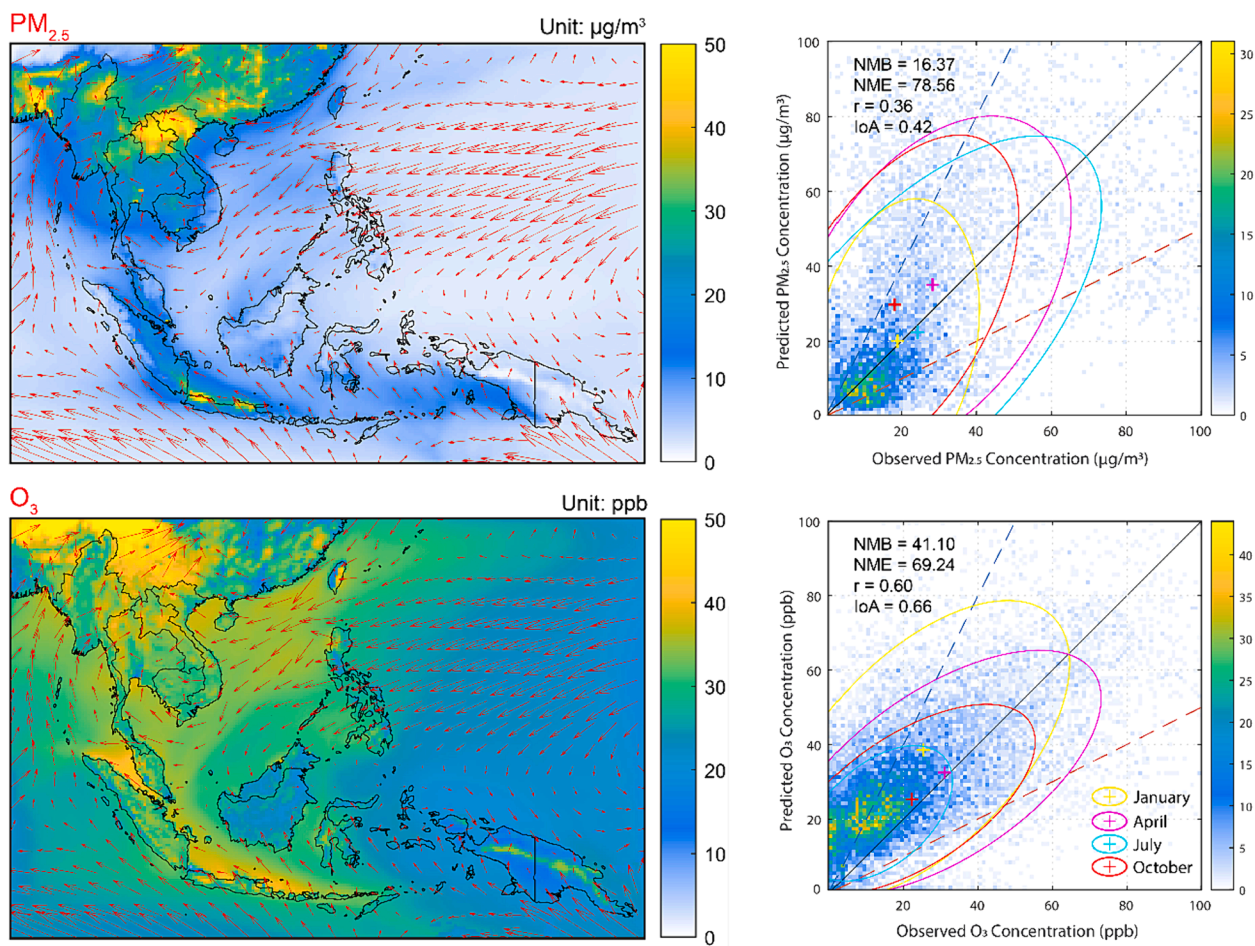 PM2.5
Unit: μg/m³
50
40
30
20
10
0
NMB = 16.37
NME = 78.56
r = 0.36
IoA = 0.42
Predicted PM2.5 Concentration (μg/m³)
100
80
60
40
20
0
20
40
60
80
100
Observed PM2.5 Concentration (μg/m³)
30
25
20
15
10
5
0
O3
Unit: ppb
50
40
30
20
10
0
NMB = 41.10
NME = 69.24
r = 0.60
IoA = 0.66
Predicted O3 Concentration (ppb)
100
80
60
40
20
0
January
April
July
October
20
40
60
80
100
Observed O3 Concentration (ppb)
40
35
30
25
20
15
10
5
0